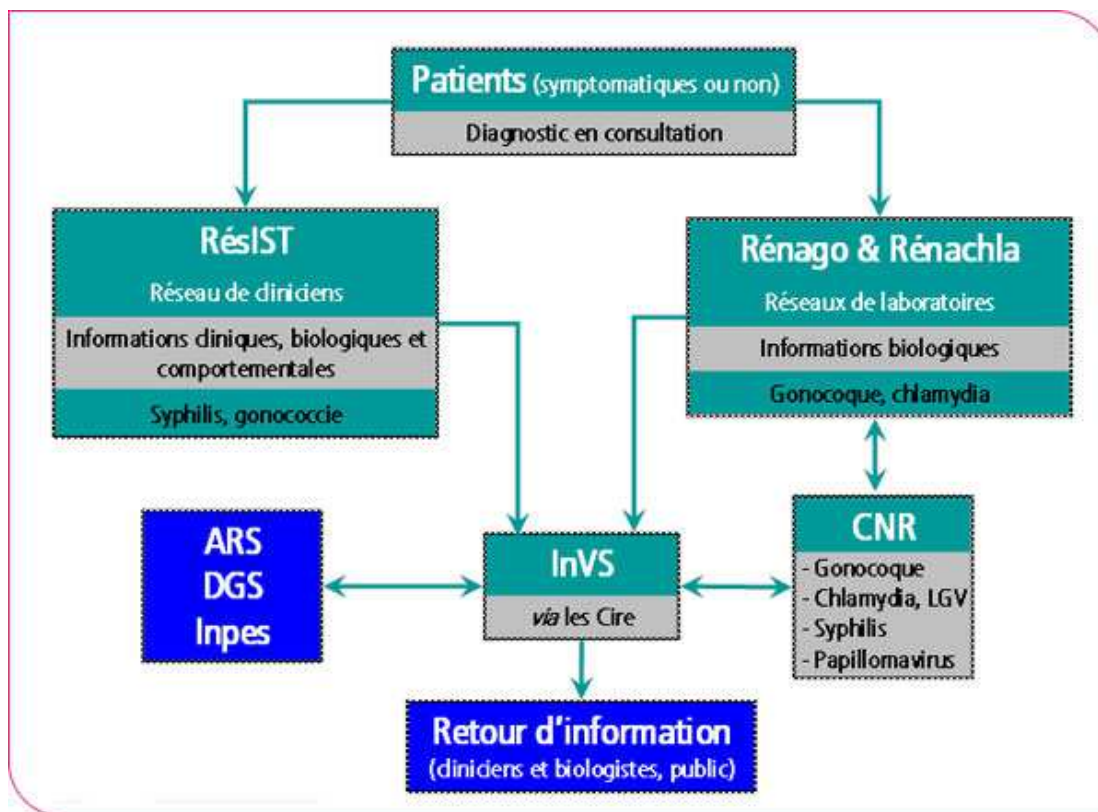 Patients (symptomatiques ou non)
Diagnostic en consultation
RésIST
Réseau de cliniciens
Informations cliniques, biologiques et
comportementales
Syphilis, gonococcie
Rénago & Rénachla
Réseaux de laboratoires
Informations biologiques
Gonocoque, chlamydia
ARS
DGS
Inpes
InVS
via les Cire
CNR
- Gonocoque
- Chlamydia, LGV
- Syphilis
- Papillomavirus
Retour d'information
(cliniciens et biologistes, public)